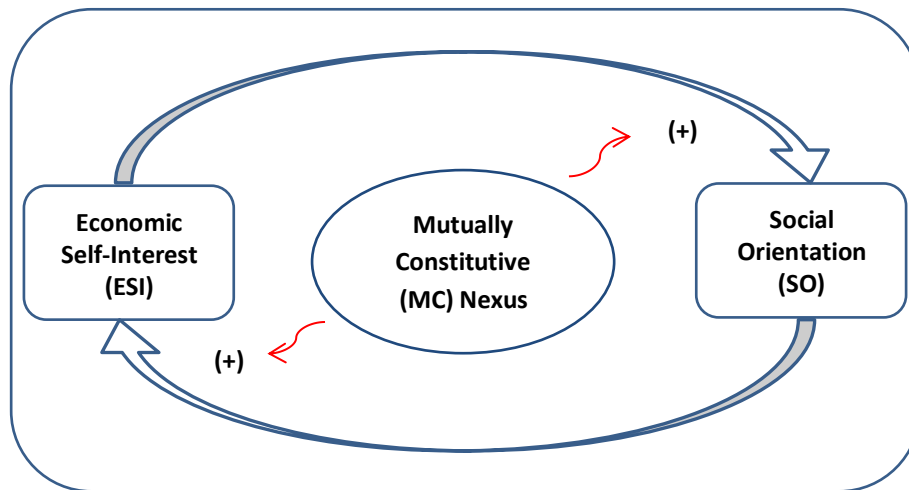 (+)
Economic
Self-Interest
(ESI)
Mutually
Constitutive
(MC) Nexus
Social
Orientation
(SO)
(+)